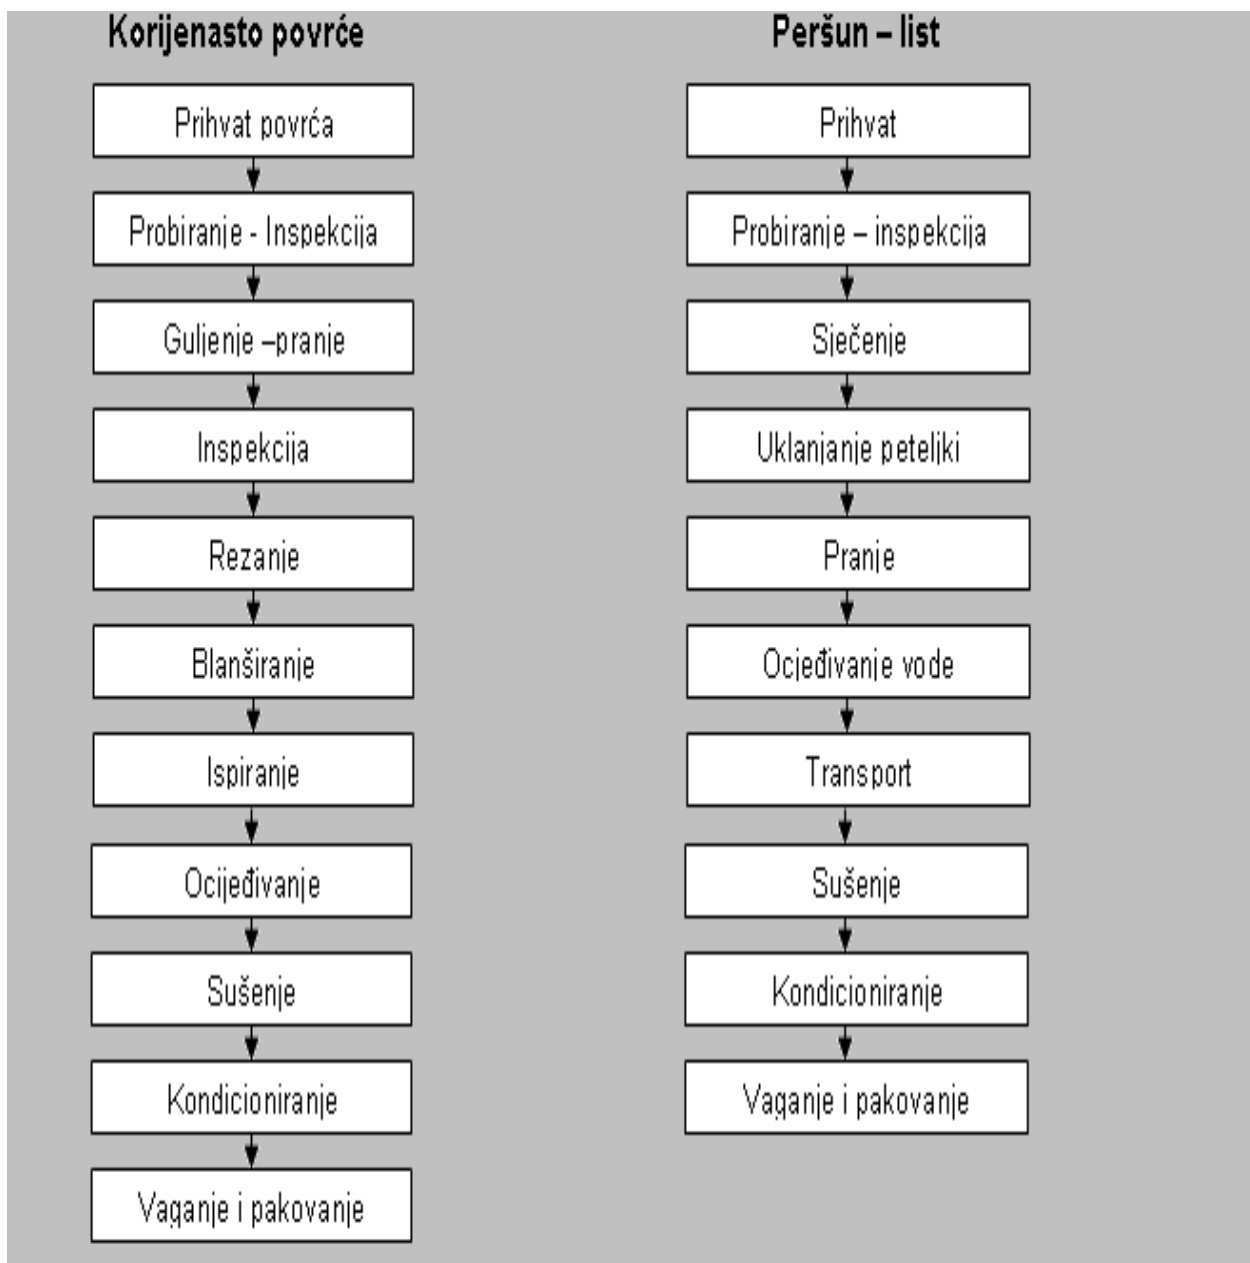 Korijenasto povrće
Prihvat povrća
Probiranje - Inspekcija
Guljenje –pranje
Inspekcija
Rezanje
Blanširanje
Ispiranje
Ocijeđivanje
Sušenje
Kondicioniranje
Vaganje i pakovanje
Peršun – list
Prihvat
Probiranje – inspekcija
Sječenje
Uklanjanje peteljki
Pranje
Ocjeđivanje vode
Transport
Sušenje
Kondicioniranje
Vaganje i pakovanje